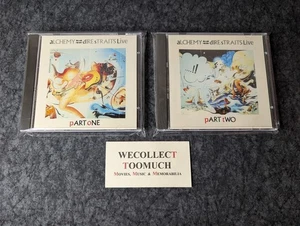 ALCHEMY DIRE STRAITS LIVE
pART ONE
ALCHEMY DIRE STRAITS LIVE
pART tWO
WECOLLECT
TOOMUCH
MOVIES, MUSIC & MEMORABILIA